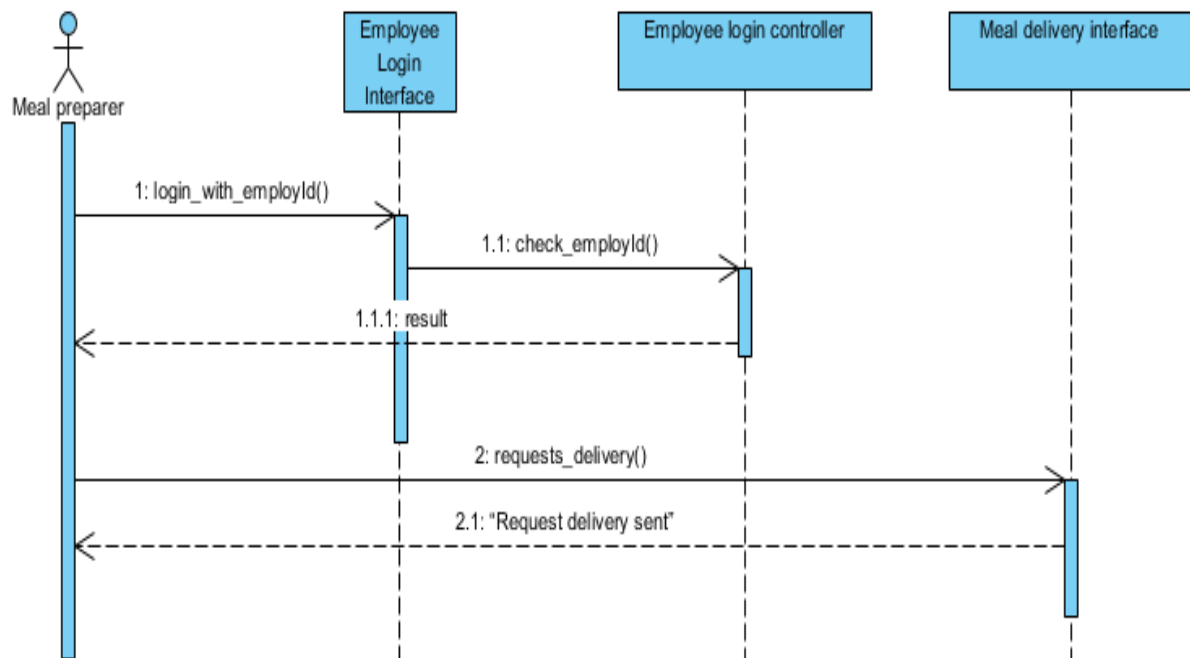 Employee
Login
Interface
Employee login controller
Meal delivery interface
Meal preparer
1: login_with_employId()
1.1: check_employId()
1.1.1: result
2: requests_delivery()
2.1: “Request delivery sent”